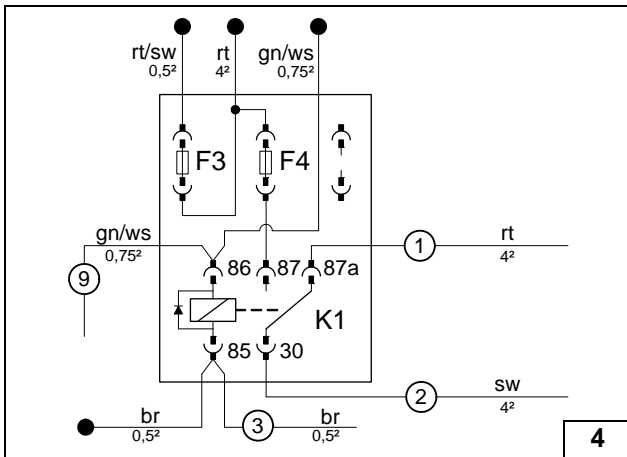 rt/sw
0,5²
rt
4²
gn/ws
0,75²
F3
F4
gn/ws
0,75²
9
86
87
87a
1
rt
4²
K1
85
30
2
sw
4²
br
0,5²
3
br
0,5²
4